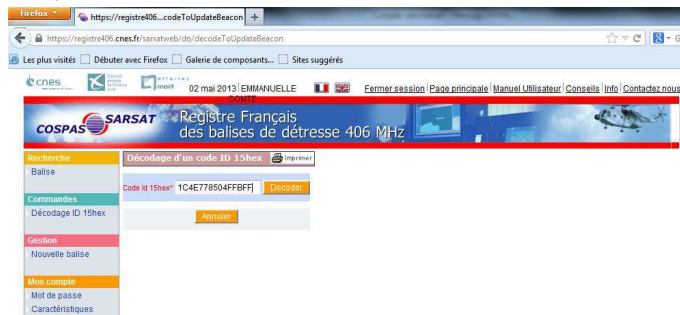 Firefox
https://registre406...codeToUpdateBeacon
https://registre406.cnes.fr/sarsatweb/do/decodeToUpdateBeacon
Les plus visités Débuter avec Firefox Galerie de composants... Sites suggérés
cnes
mont 02 mai 2013 EMMANUELLE Fermer session Page principale Manuel Utilisateur Conseils Info Contactez nous
COMTE
COSPAS SARSAT Registre Français
des balises de détresse 406 MHz
Recherche
Balise
Commandes
Décodage ID 15hex
Gestion
Nouvelle balise
Mon compte
Mot de passe
Caractéristiques
Décodage d'un code ID 15hex Imprimer
Code Id 15hex* 1C4E778504FFBFF Decoder
Annuler